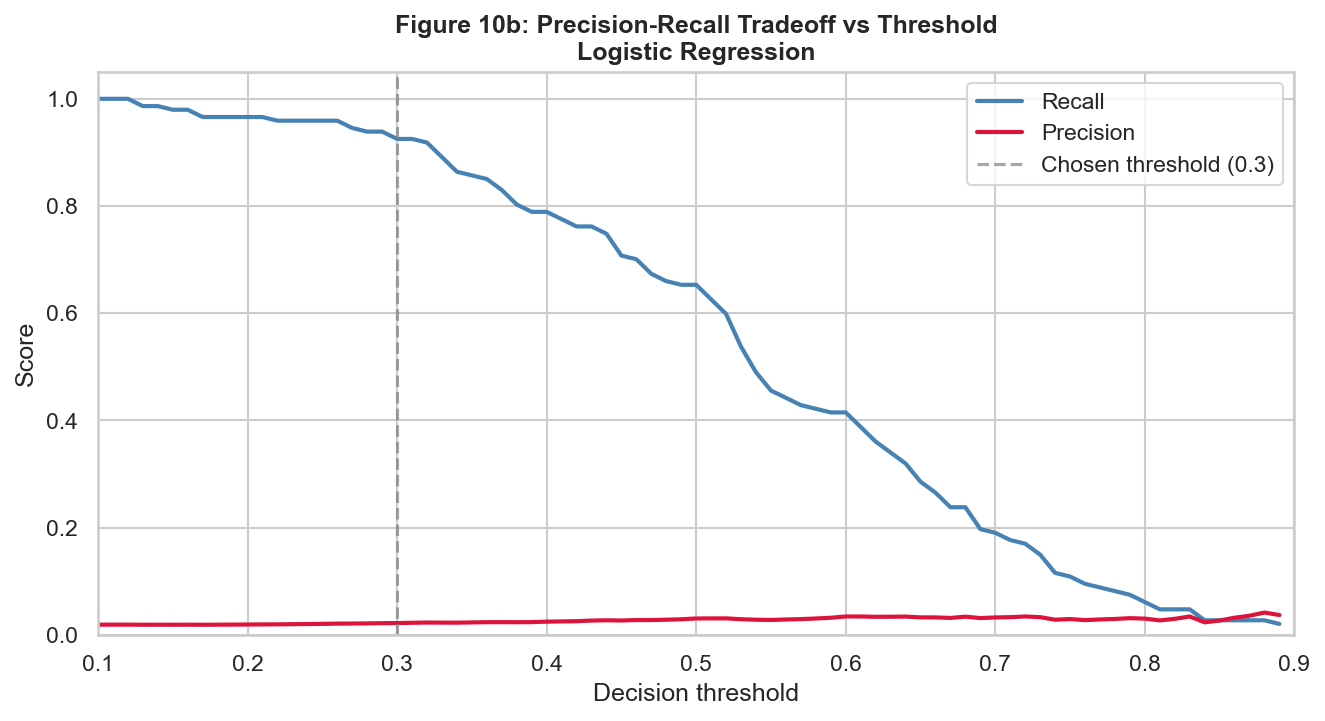 Figure 10b: Precision-Recall Tradeoff vs Threshold
Logistic Regression
Recall
Precision
Chosen threshold (0.3)
Score
1.0
0.8
0.6
0.4
0.2
0.0
0.1 0.2 0.3 0.4 0.5 0.6 0.7 0.8 0.9
Decision threshold